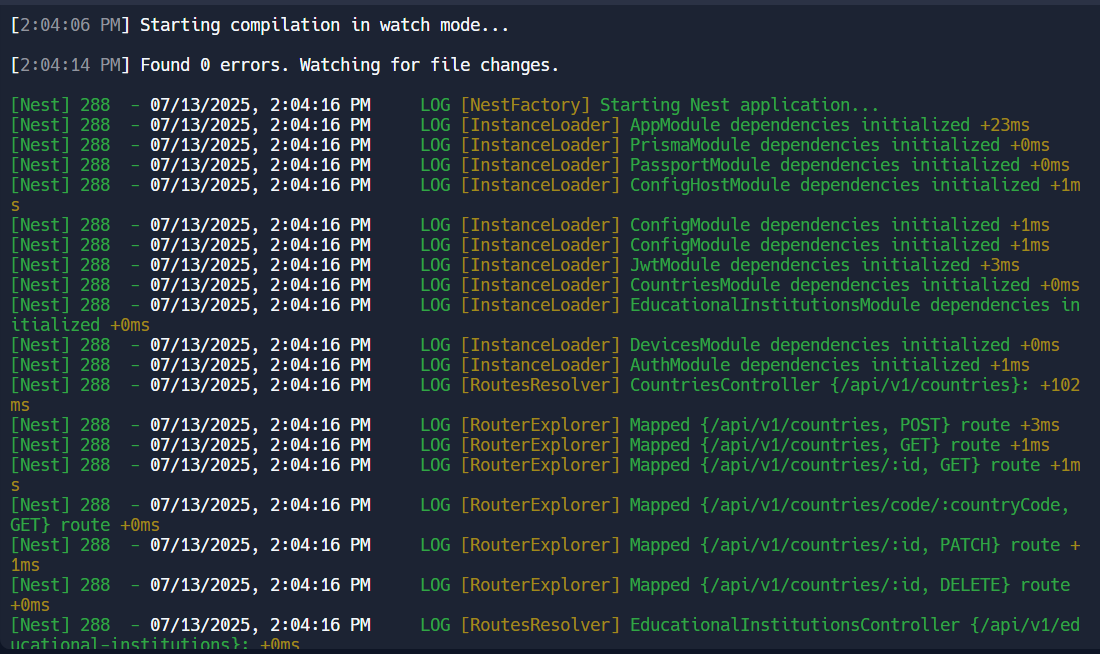 [2:04:06 PM] Starting compilation in watch mode...
[2:04:14 PM] Found 0 errors. Watching for file changes.
[Nest] 288  - 07/13/2025, 2:04:16 PM     LOG [NestFactory] Starting Nest application...
[Nest] 288  - 07/13/2025, 2:04:16 PM     LOG [InstanceLoader] AppModule dependencies initialized +23ms
[Nest] 288  - 07/13/2025, 2:04:16 PM     LOG [InstanceLoader] PrismaModule dependencies initialized +0ms
[Nest] 288  - 07/13/2025, 2:04:16 PM     LOG [InstanceLoader] PassportModule dependencies initialized +0ms
[Nest] 288  - 07/13/2025, 2:04:16 PM     LOG [InstanceLoader] ConfigHostModule dependencies initialized +1m
s
[Nest] 288  - 07/13/2025, 2:04:16 PM     LOG [InstanceLoader] ConfigModule dependencies initialized +1ms
[Nest] 288  - 07/13/2025, 2:04:16 PM     LOG [InstanceLoader] ConfigModule dependencies initialized +1ms
[Nest] 288  - 07/13/2025, 2:04:16 PM     LOG [InstanceLoader] JwtModule dependencies initialized +3ms
[Nest] 288  - 07/13/2025, 2:04:16 PM     LOG [InstanceLoader] CountriesModule dependencies initialized +0ms
[Nest] 288  - 07/13/2025, 2:04:16 PM     LOG [InstanceLoader] EducationalInstitutionsModule dependencies in
itialized +0ms
[Nest] 288  - 07/13/2025, 2:04:16 PM     LOG [InstanceLoader] DevicesModule dependencies initialized +0ms
[Nest] 288  - 07/13/2025, 2:04:16 PM     LOG [InstanceLoader] AuthModule dependencies initialized +1ms
[Nest] 288  - 07/13/2025, 2:04:16 PM     LOG [RoutesResolver] CountriesController {/api/v1/countries}: +102
ms
[Nest] 288  - 07/13/2025, 2:04:16 PM     LOG [RouterExplorer] Mapped {/api/v1/countries, POST} route +3ms
[Nest] 288  - 07/13/2025, 2:04:16 PM     LOG [RouterExplorer] Mapped {/api/v1/countries, GET} route +1ms
[Nest] 288  - 07/13/2025, 2:04:16 PM     LOG [RouterExplorer] Mapped {/api/v1/countries/:id, GET} route +1m
s
[Nest] 288  - 07/13/2025, 2:04:16 PM     LOG [RouterExplorer] Mapped {/api/v1/countries/code/:countryCode,
GET} route +0ms
[Nest] 288  - 07/13/2025, 2:04:16 PM     LOG [RouterExplorer] Mapped {/api/v1/countries/:id, PATCH} route +
1ms
[Nest] 288  - 07/13/2025, 2:04:16 PM     LOG [RouterExplorer] Mapped {/api/v1/countries/:id, DELETE} route
+0ms
[Nest] 288  - 07/13/2025, 2:04:16 PM     LOG [RoutesResolver] EducationalInstitutionsController {/api/v1/ed
ucational-institutions}: +0ms